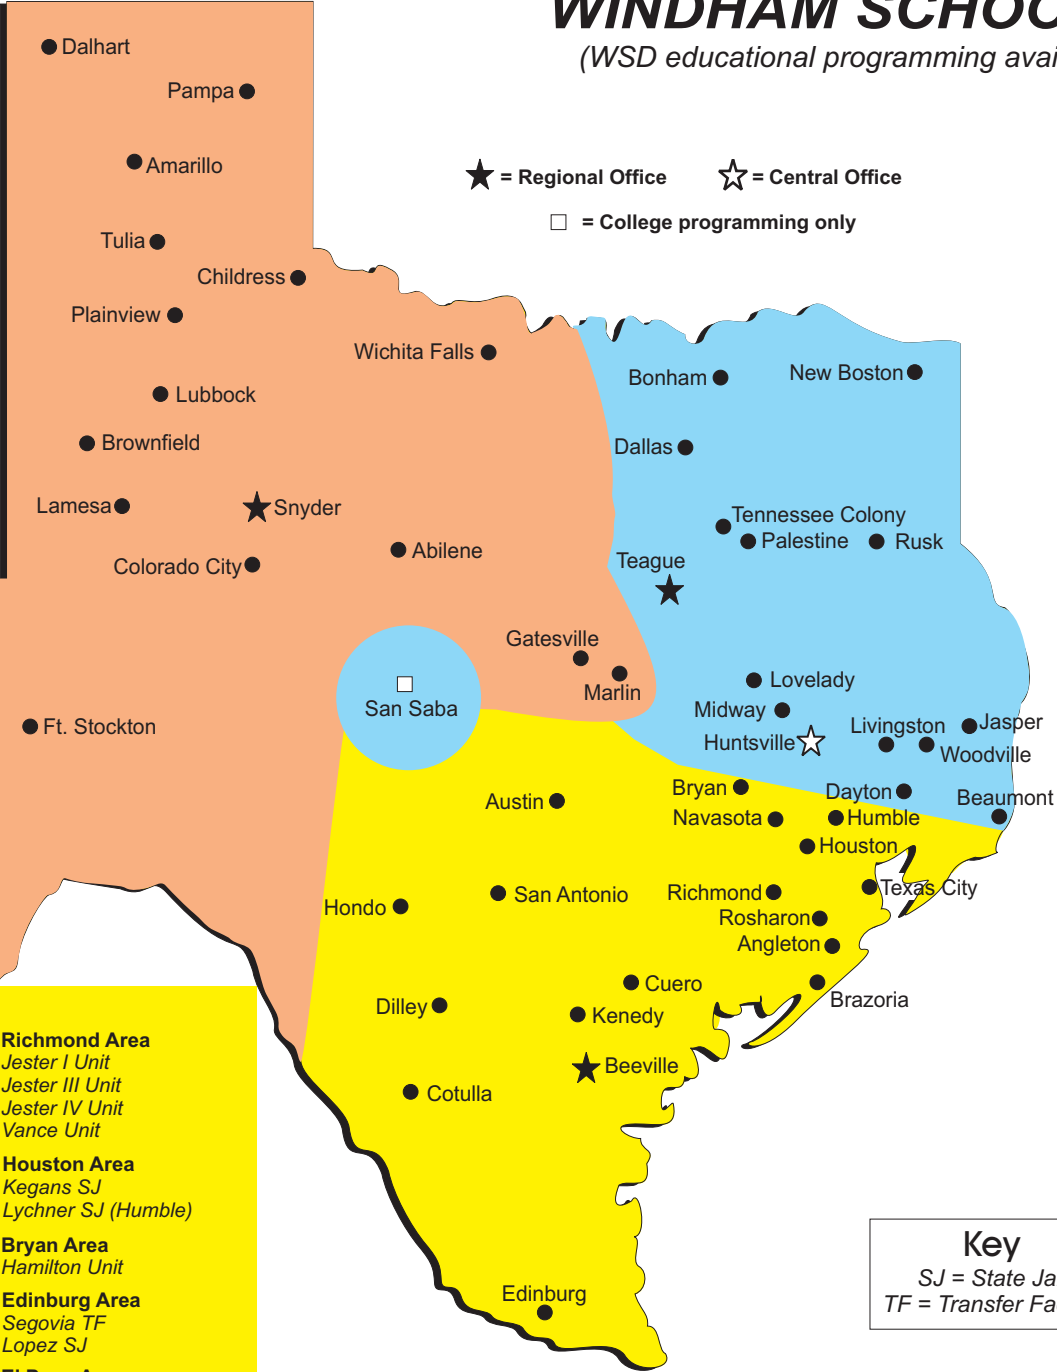 WINDHAM SCHOO
(WSD educational programming avai
★ = Regional Office ☆ = Central Office
□ = College programming only
Dalhart
Pampa
Amarillo
Tulia
Childress
Plainview
Wichita Falls
Lubbock
Brownfield
Lamesa
Snyder
Abilene
Colorado City
Gatesville
Marlin
San Saba
Ft. Stockton
Bonham
New Boston
Dallas
Tennessee Colony
Palestine
Rusk
Teague
Lovelady
Midway
Huntsville
Livingston
Jasper
Woodville
Dayton
Beaumont
Bryan
Navasota
Humble
Houston
Austin
Texas City
Richmond
Rosharon
Angleton
Brazoria
San Antonio
Hondo
Cuero
Dilley
Kenedy
Beeville
Cotulla
Edinburg
Richmond Area
Jester I Unit
Jester III Unit
Jester IV Unit
Vance Unit
Houston Area
Kegans SJ
Lychner SJ (Humble)
Bryan Area
Hamilton Unit
Edinburg Area
Segovia TF
Lopez SJ
Key
SJ = State Ja
TF = Transfer Fa